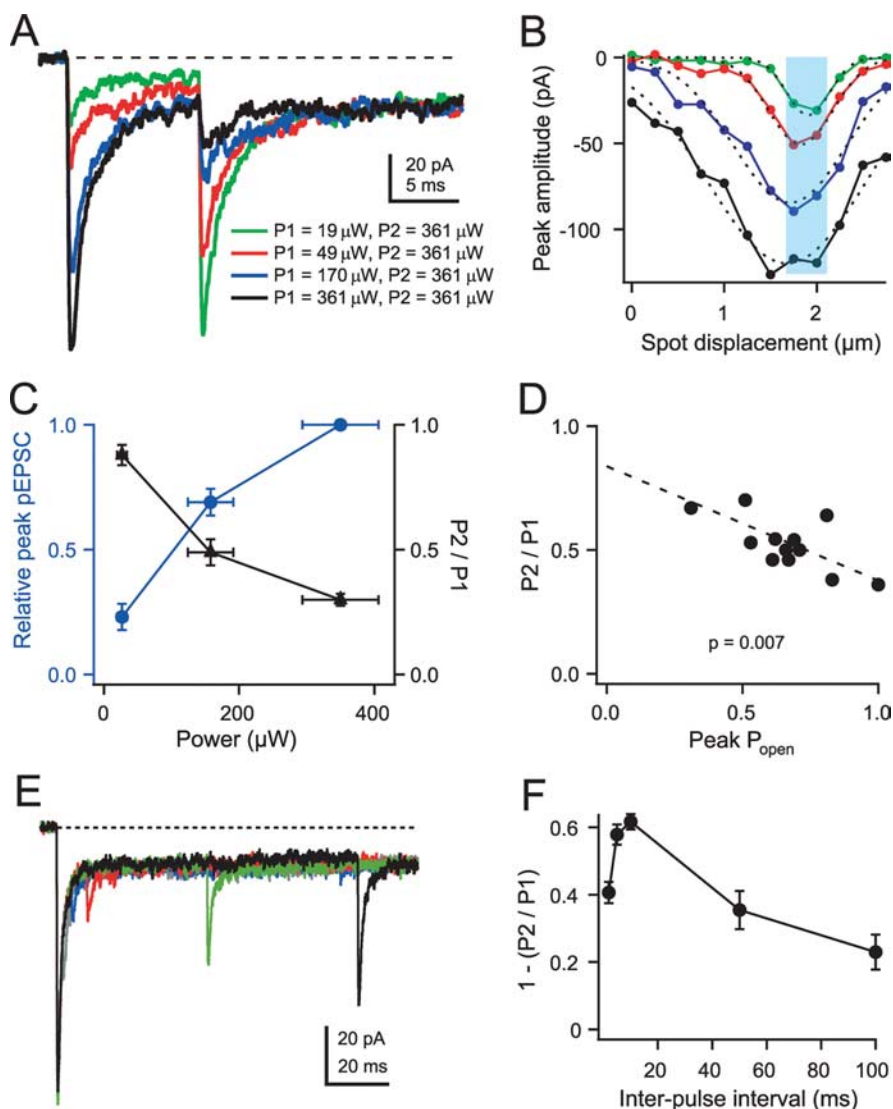 A
20 pA
5 ms
P1 = 19 µW, P2 = 361 µW
P1 = 49 µW, P2 = 361 µW
P1 = 170 µW, P2 = 361 µW
P1 = 361 µW, P2 = 361 µW
B
Peak amplitude (pA)
0
-50
-100
0
1
2
Spot displacement (µm)
C
Relative peak pEPSC
1.0
0.5
0.0
1.0
0.5
0.0
P2 / P1
0
200
400
Power (µW)
D
P2 / P1
1.0
0.5
0.0
p = 0.007
0.0
0.5
1.0
Peak Popen
E
20 pA
20 ms
F
1 - (P2 / P1)
0.6
0.4
0.2
0
20
40
60
80
100
Inter-pulse interval (ms)